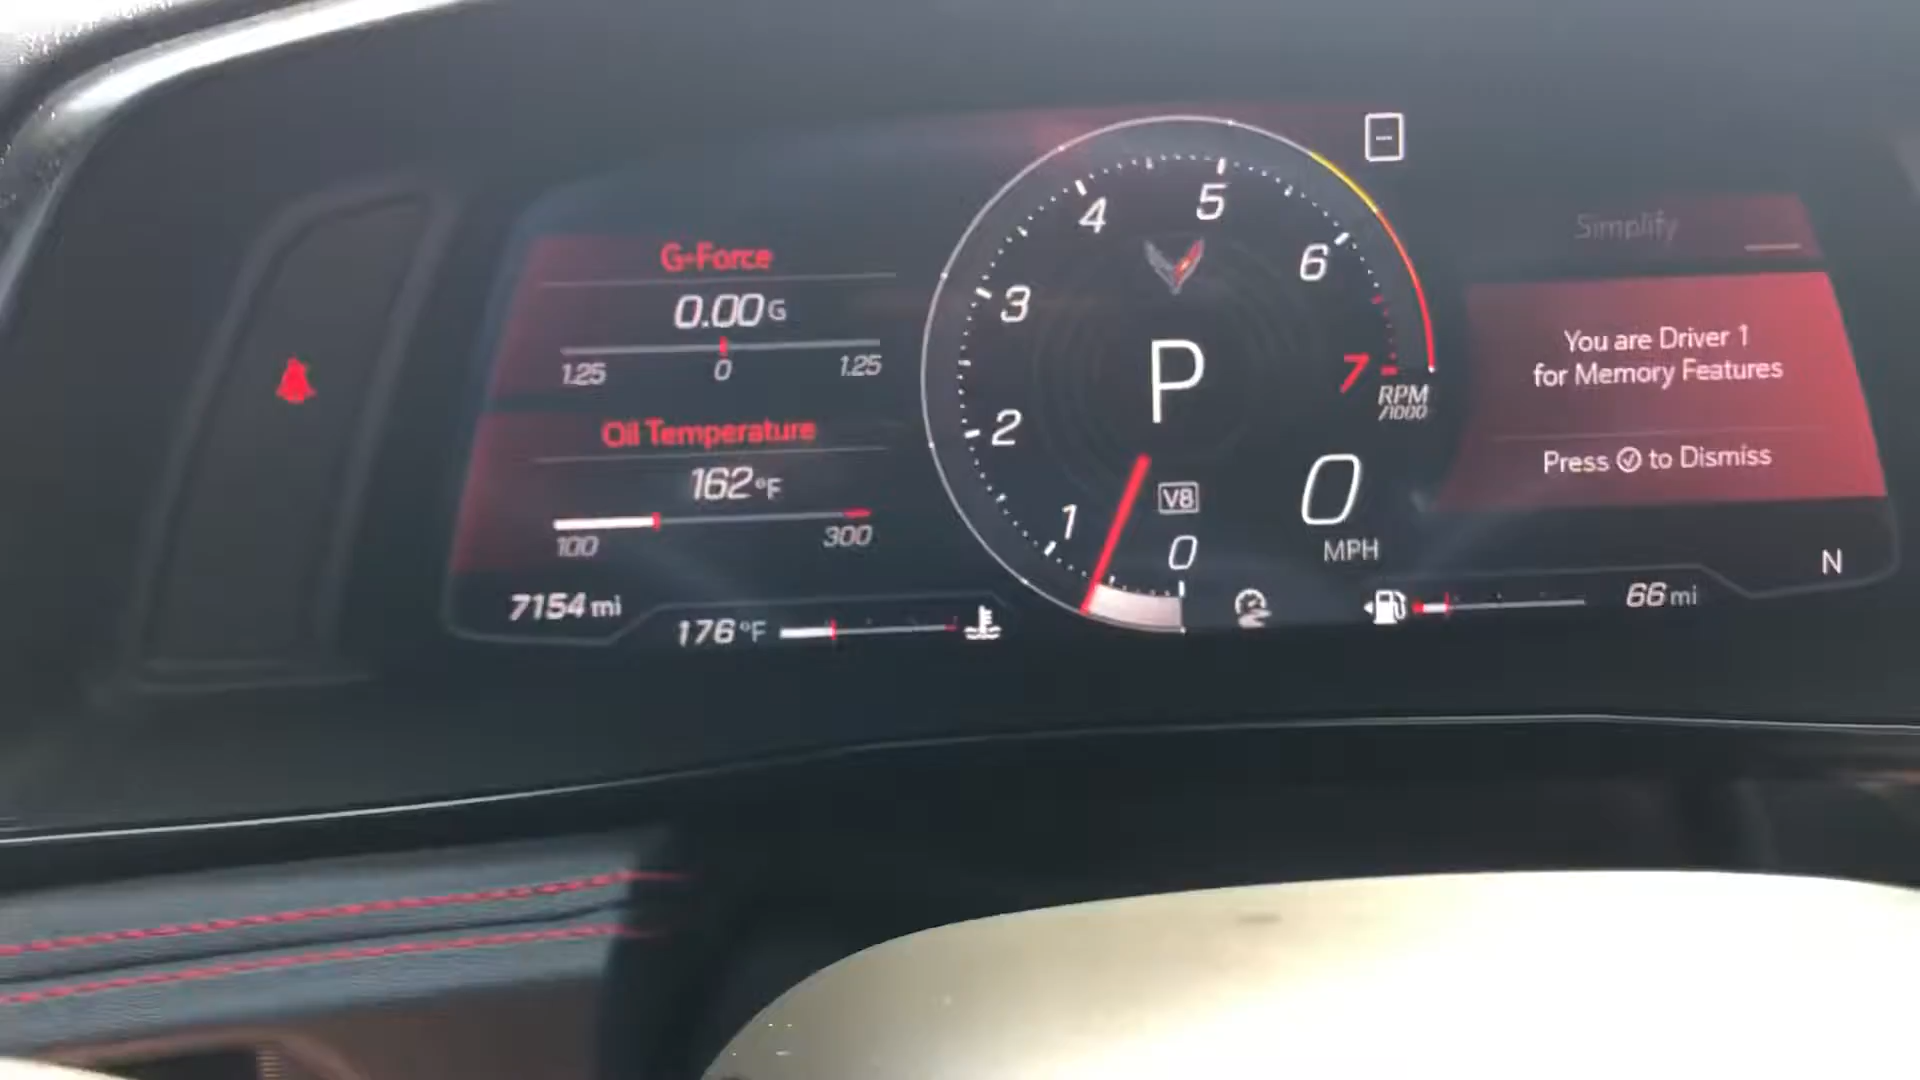 G-Force
0.00 G
1.25 0 1.25
Oil Temperature
162 °F
100 300
7154 mi
176 °F
1
2
3
4
5
6
7
RPM
/1000
P
V8
0
0
MPH
Simplify
You are Driver 1
for Memory Features
Press to Dismiss
66 mi
N